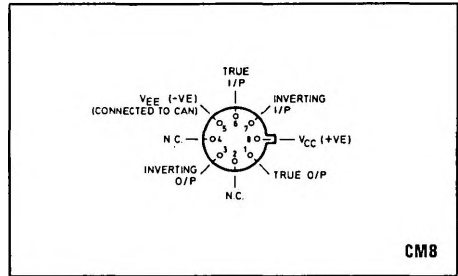 TRUE
I/P
VEE (-VE)
(CONNECTED TO CAN)
INVERTING
I/P
5
6
7
N.C.
4
8
VCC (+VE)
3
2
1
INVERTING
O/P
TRUE O/P
N.C.
CM8